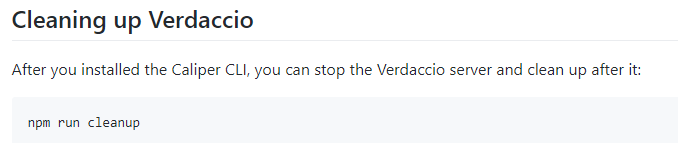 Cleaning up Verdaccio
After you installed the Caliper CLI, you can stop the Verdaccio server and clean up after it:
npm run cleanup